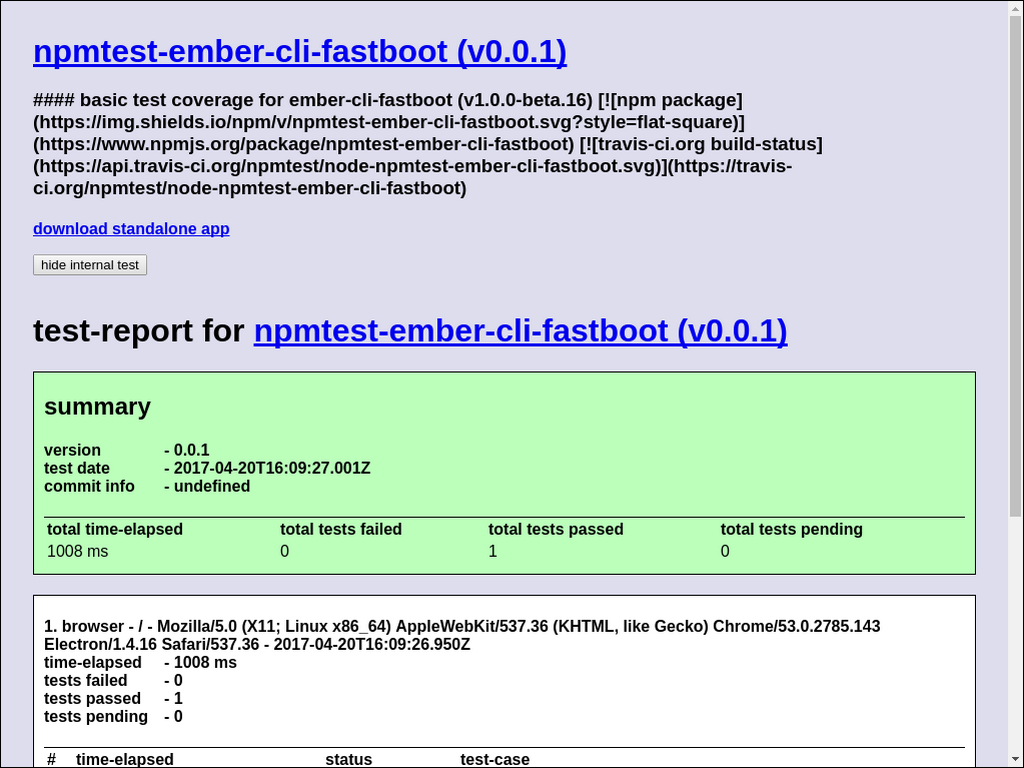 npmtest-ember-cli-fastboot (v0.0.1)
#### basic test coverage for ember-cli-fastboot (v1.0.0-beta.16) [![npm package]
(https://img.shields.io/npm/v/npmtest-ember-cli-fastboot.svg?style=flat-square)]
(https://www.npmjs.org/package/npmtest-ember-cli-fastboot) [![travis-ci.org build-status]
(https://api.travis-ci.org/npmtest/node-npmtest-ember-cli-fastboot.svg)](https://travis-
ci.org/npmtest/node-npmtest-ember-cli-fastboot)
download standalone app
hide internal test
test-report for npmtest-ember-cli-fastboot (v0.0.1)
summary
version - 0.0.1
test date - 2017-04-20T16:09:27.001Z
commit info - undefined
total time-elapsed total tests failed total tests passed total tests pending
1008 ms 0 1 0
1. browser - / - Mozilla/5.0 (X11; Linux x86_64) AppleWebKit/537.36 (KHTML, like Gecko) Chrome/53.0.2785.143
Electron/1.4.16 Safari/537.36 - 2017-04-20T16:09:26.950Z
time-elapsed - 1008 ms
tests failed - 0
tests passed - 1
tests pending - 0
# time-elapsed status test-case